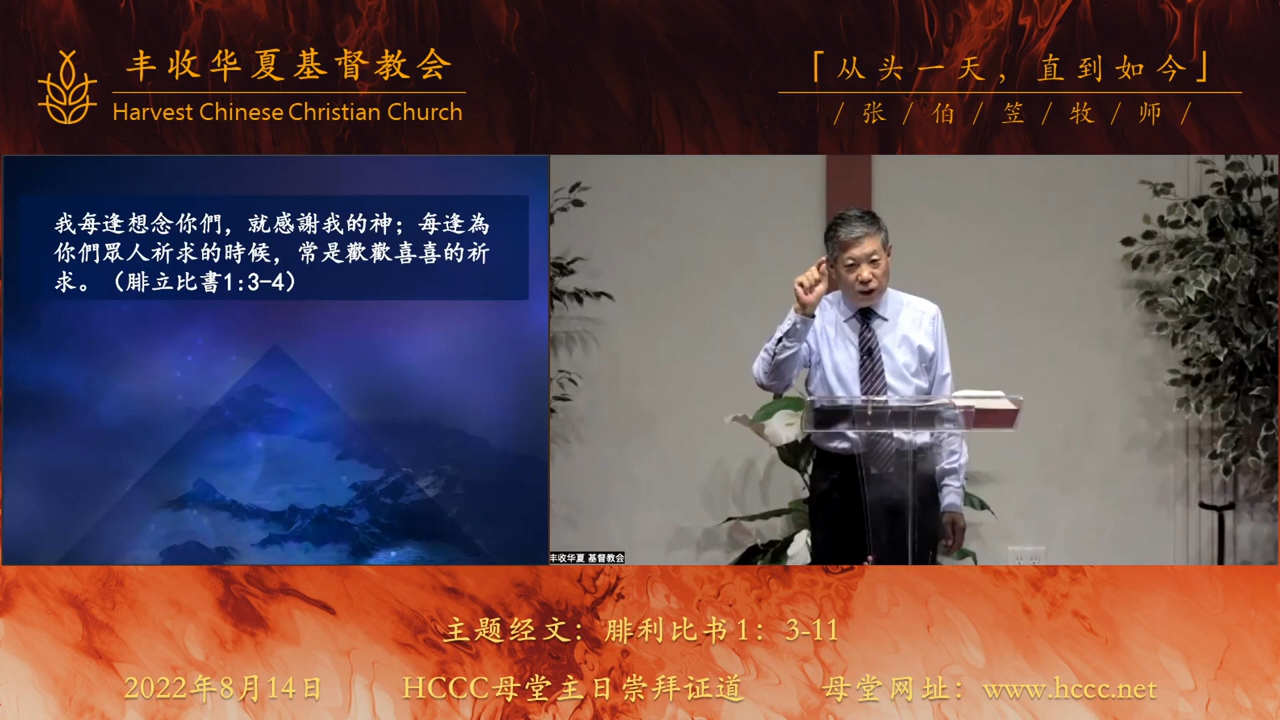 丰收华夏基督教会
Harvest Chinese Christian Church
「从头一天，直到如今」
/ 张 / 伯 / 笠 / 牧 / 师 /
我每逢想念你們，就感謝我的神；每逢為
你們眾人祈求的時候，常是歡歡喜喜的祈
求。（腓立比書1:3-4）
丰收华夏 基督教会
主题经文：腓利比书 1：3-11
2022年8月14日
HCCC母堂主日崇拜证道
母堂网址：www.hccc.net